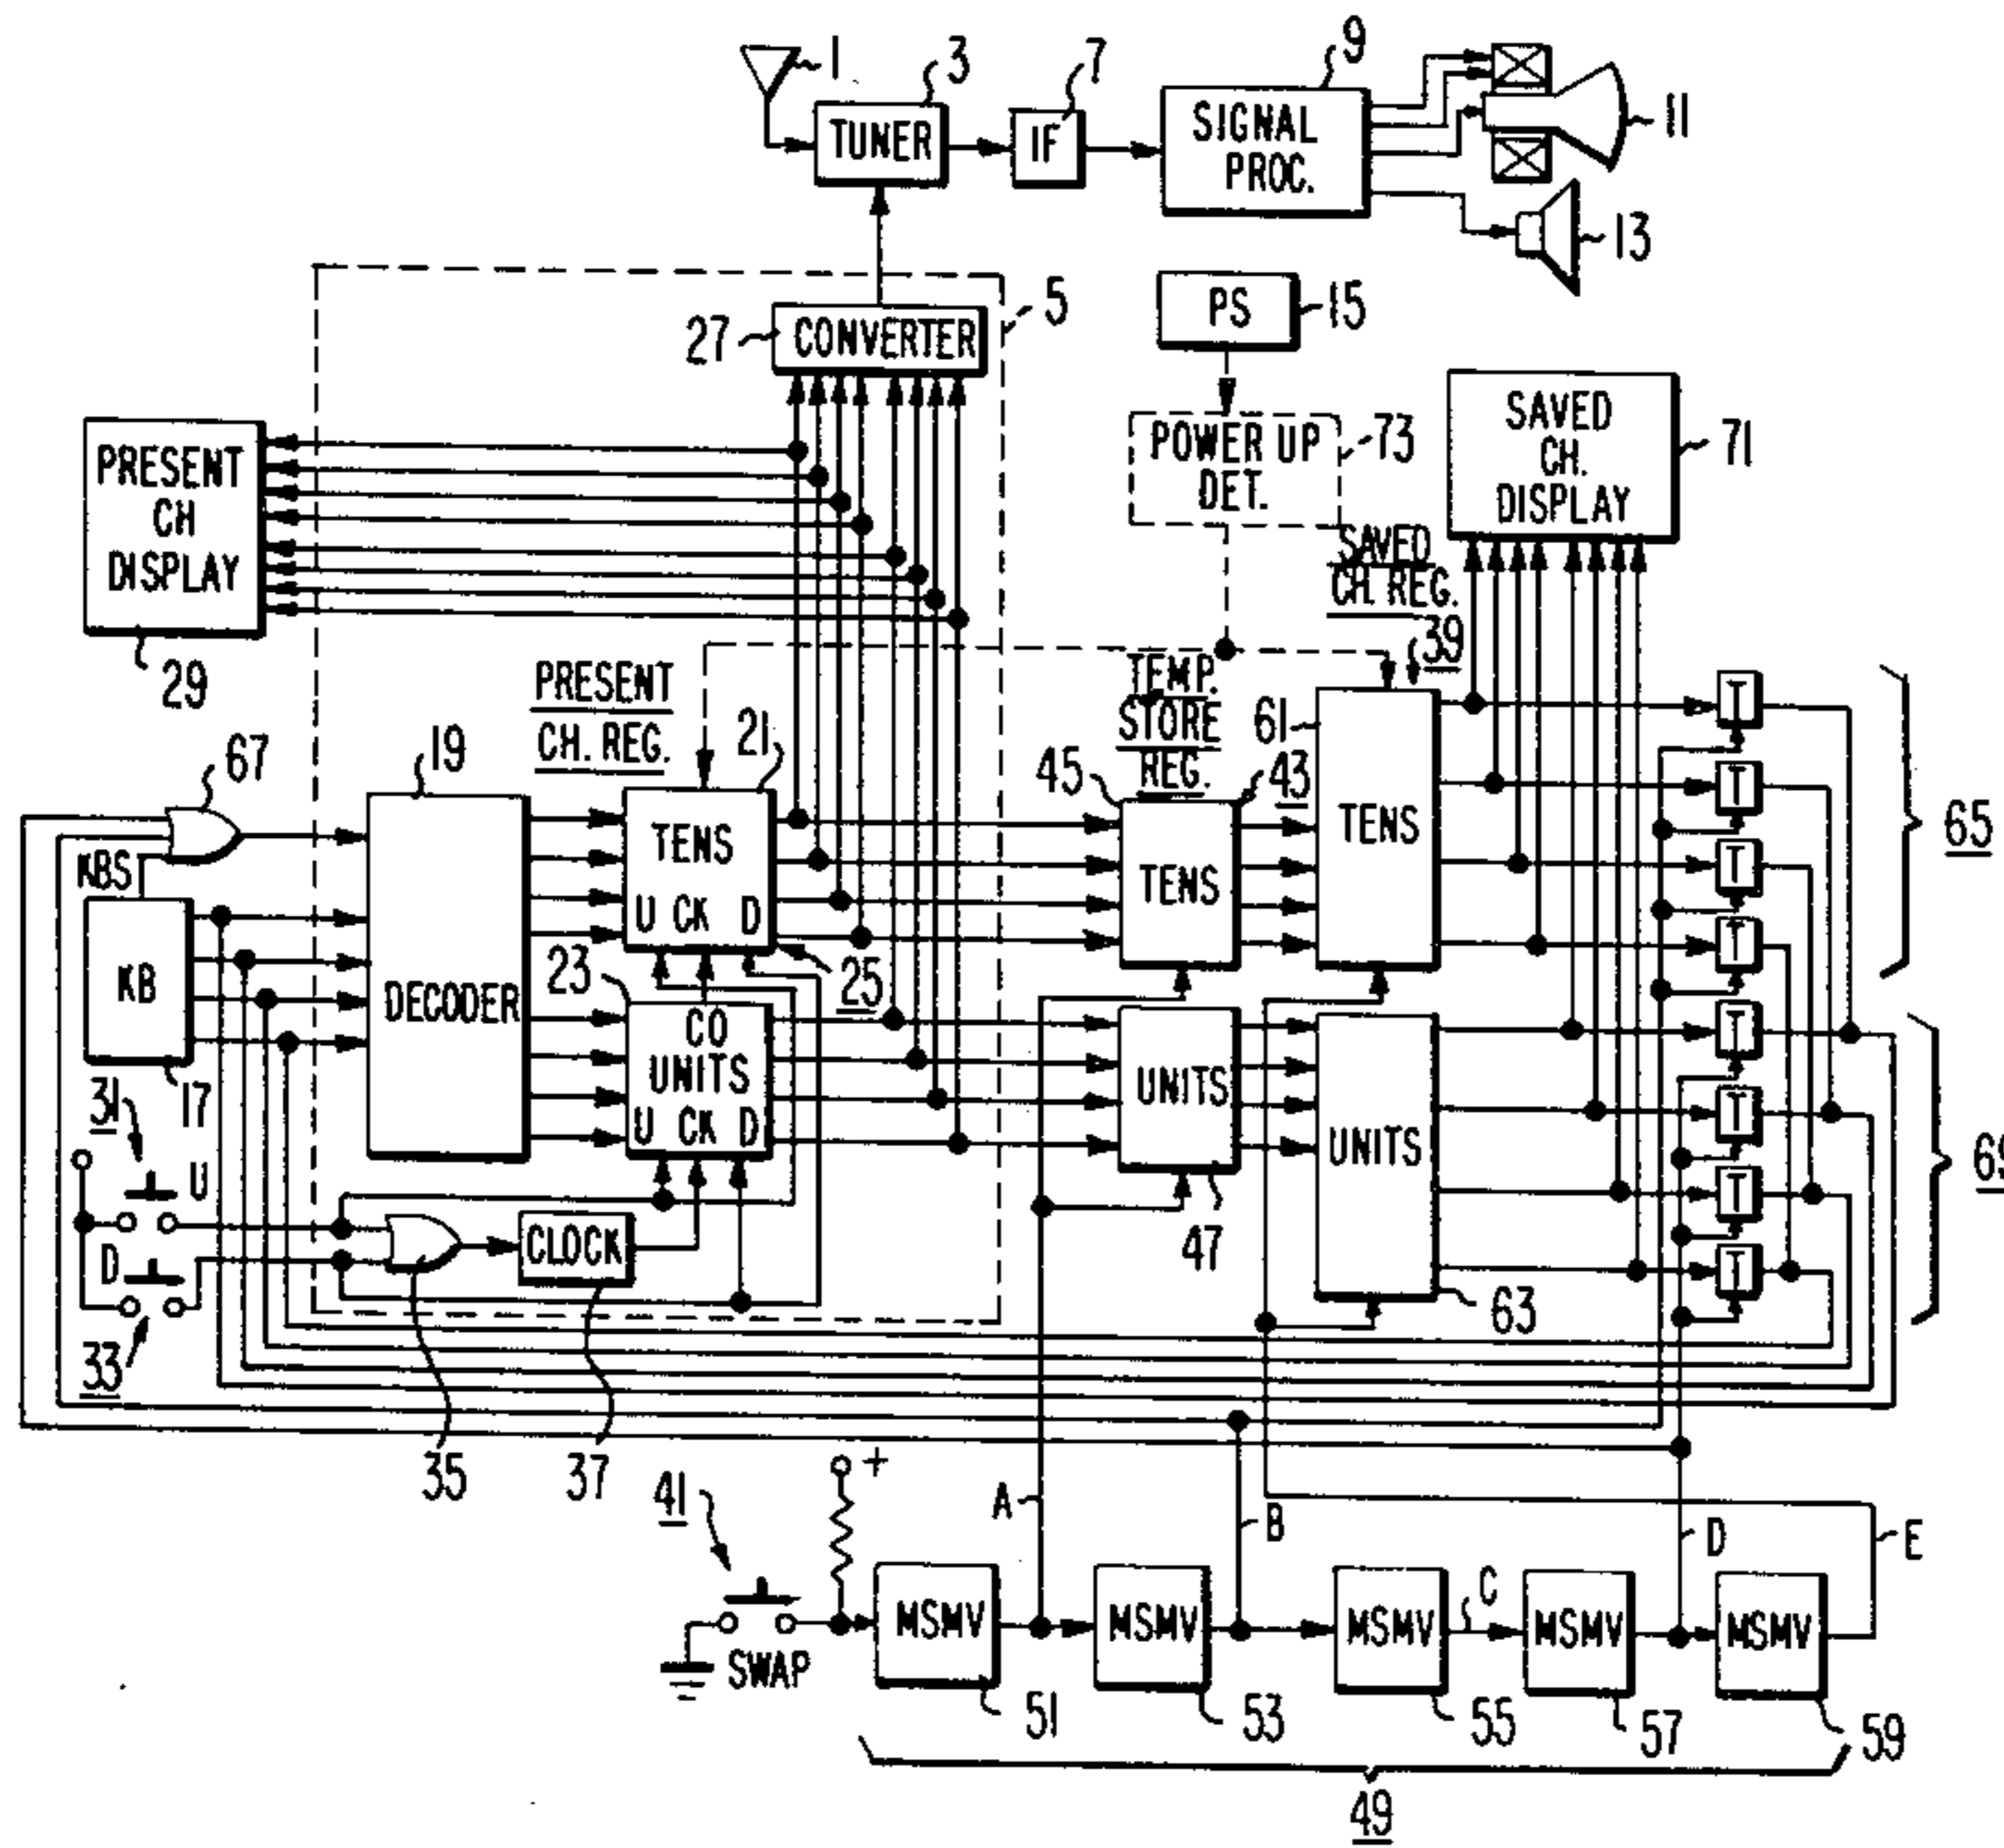 1
3
7
9
TUNER
IF
SIGNAL
PROC.
11
13
5
PS
15
27
CONVERTER
PRESENT
CH
DISPLAY
29
POWER UP
DET.
73
SAVED
CH.
DISPLAY
71
SAVED
CH. REG.
39
PRESENT
CH. REG.
TEMP.
STORE
REG.
67
19
21
45
43
61
65
KBS
KB
17
DECODER
TENS
U CK D
25
23
CO
UNITS
U CK D
TENS
TENS
UNITS
47
UNITS
63
T
T
T
T
T
T
T
T
69
31
U
D
33
CLOCK
35
37
41
+
SWAP
A
B
C
D
E
MSMV
MSMV
MSMV
MSMV
MSMV
51
53
55
57
59
49